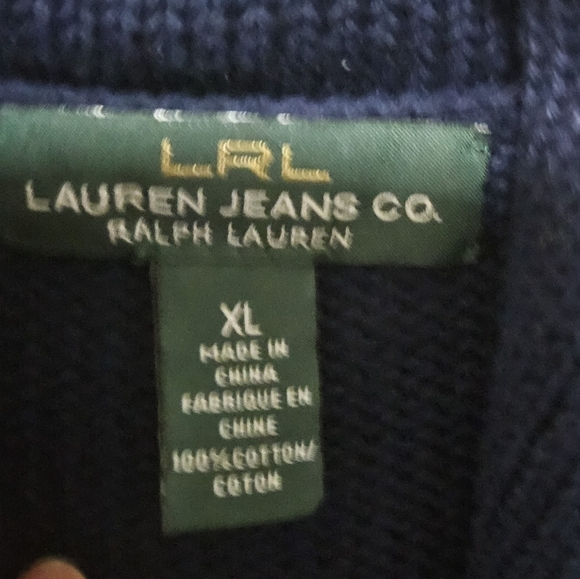 LRL
LAUREN JEANS CO.
RALPH LAUREN
XL
MADE IN
CHINA
FABRIQUE EN
CHINE
100%COTTON/
COTON